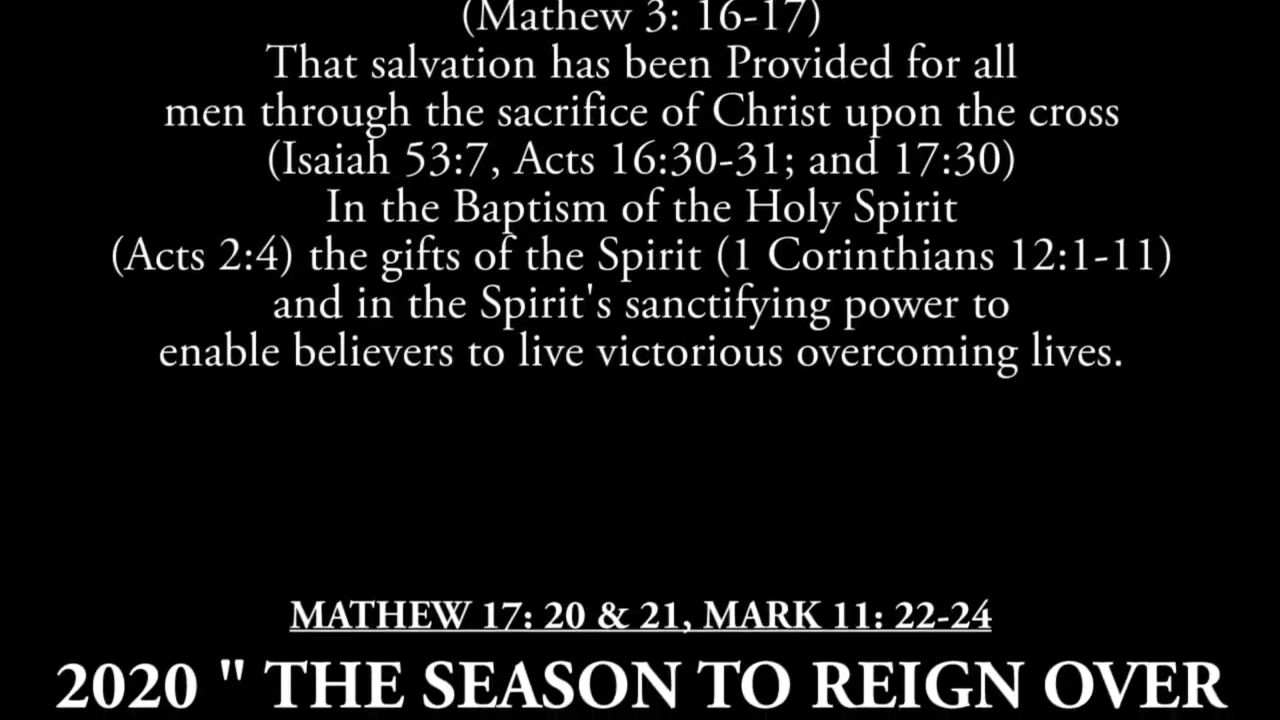 (Mathew 3: 16-17)
That salvation has been Provided for all
men through the sacrifice of Christ upon the cross
(Isaiah 53:7, Acts 16:30-31; and 17:30)
In the Baptism of the Holy Spirit
(Acts 2:4) the gifts of the Spirit (1 Corinthians 12:1-11)
and in the Spirit's sanctifying power to
enable believers to live victorious overcoming lives.
MATHEW 17: 20 & 21, MARK 11: 22-24
2020 " THE SEASON TO REIGN OVER